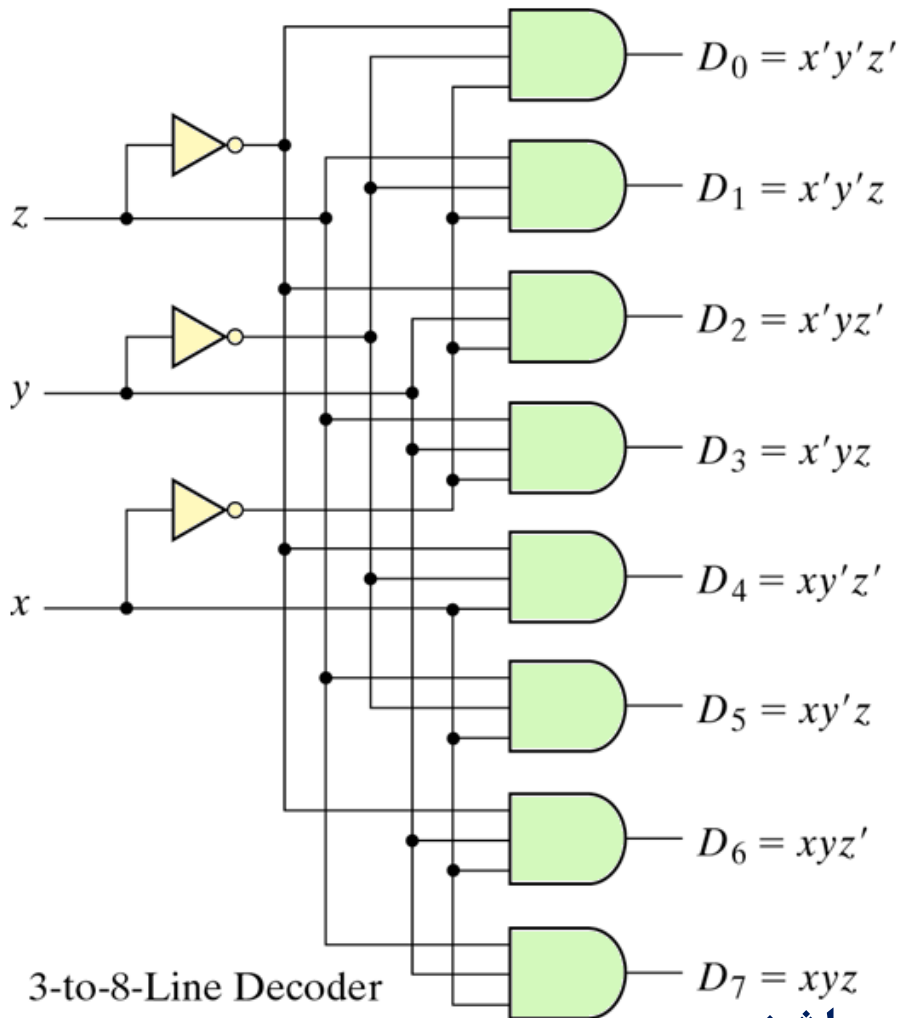 D0 = x'y'z'
D1 = x'y'z
z
D2 = x'yz'
y
D3 = x'yz
D4 = xy'z'
x
D5 = xy'z
D6 = xyz'
D7 = xyz
3-to-8-Line Decoder